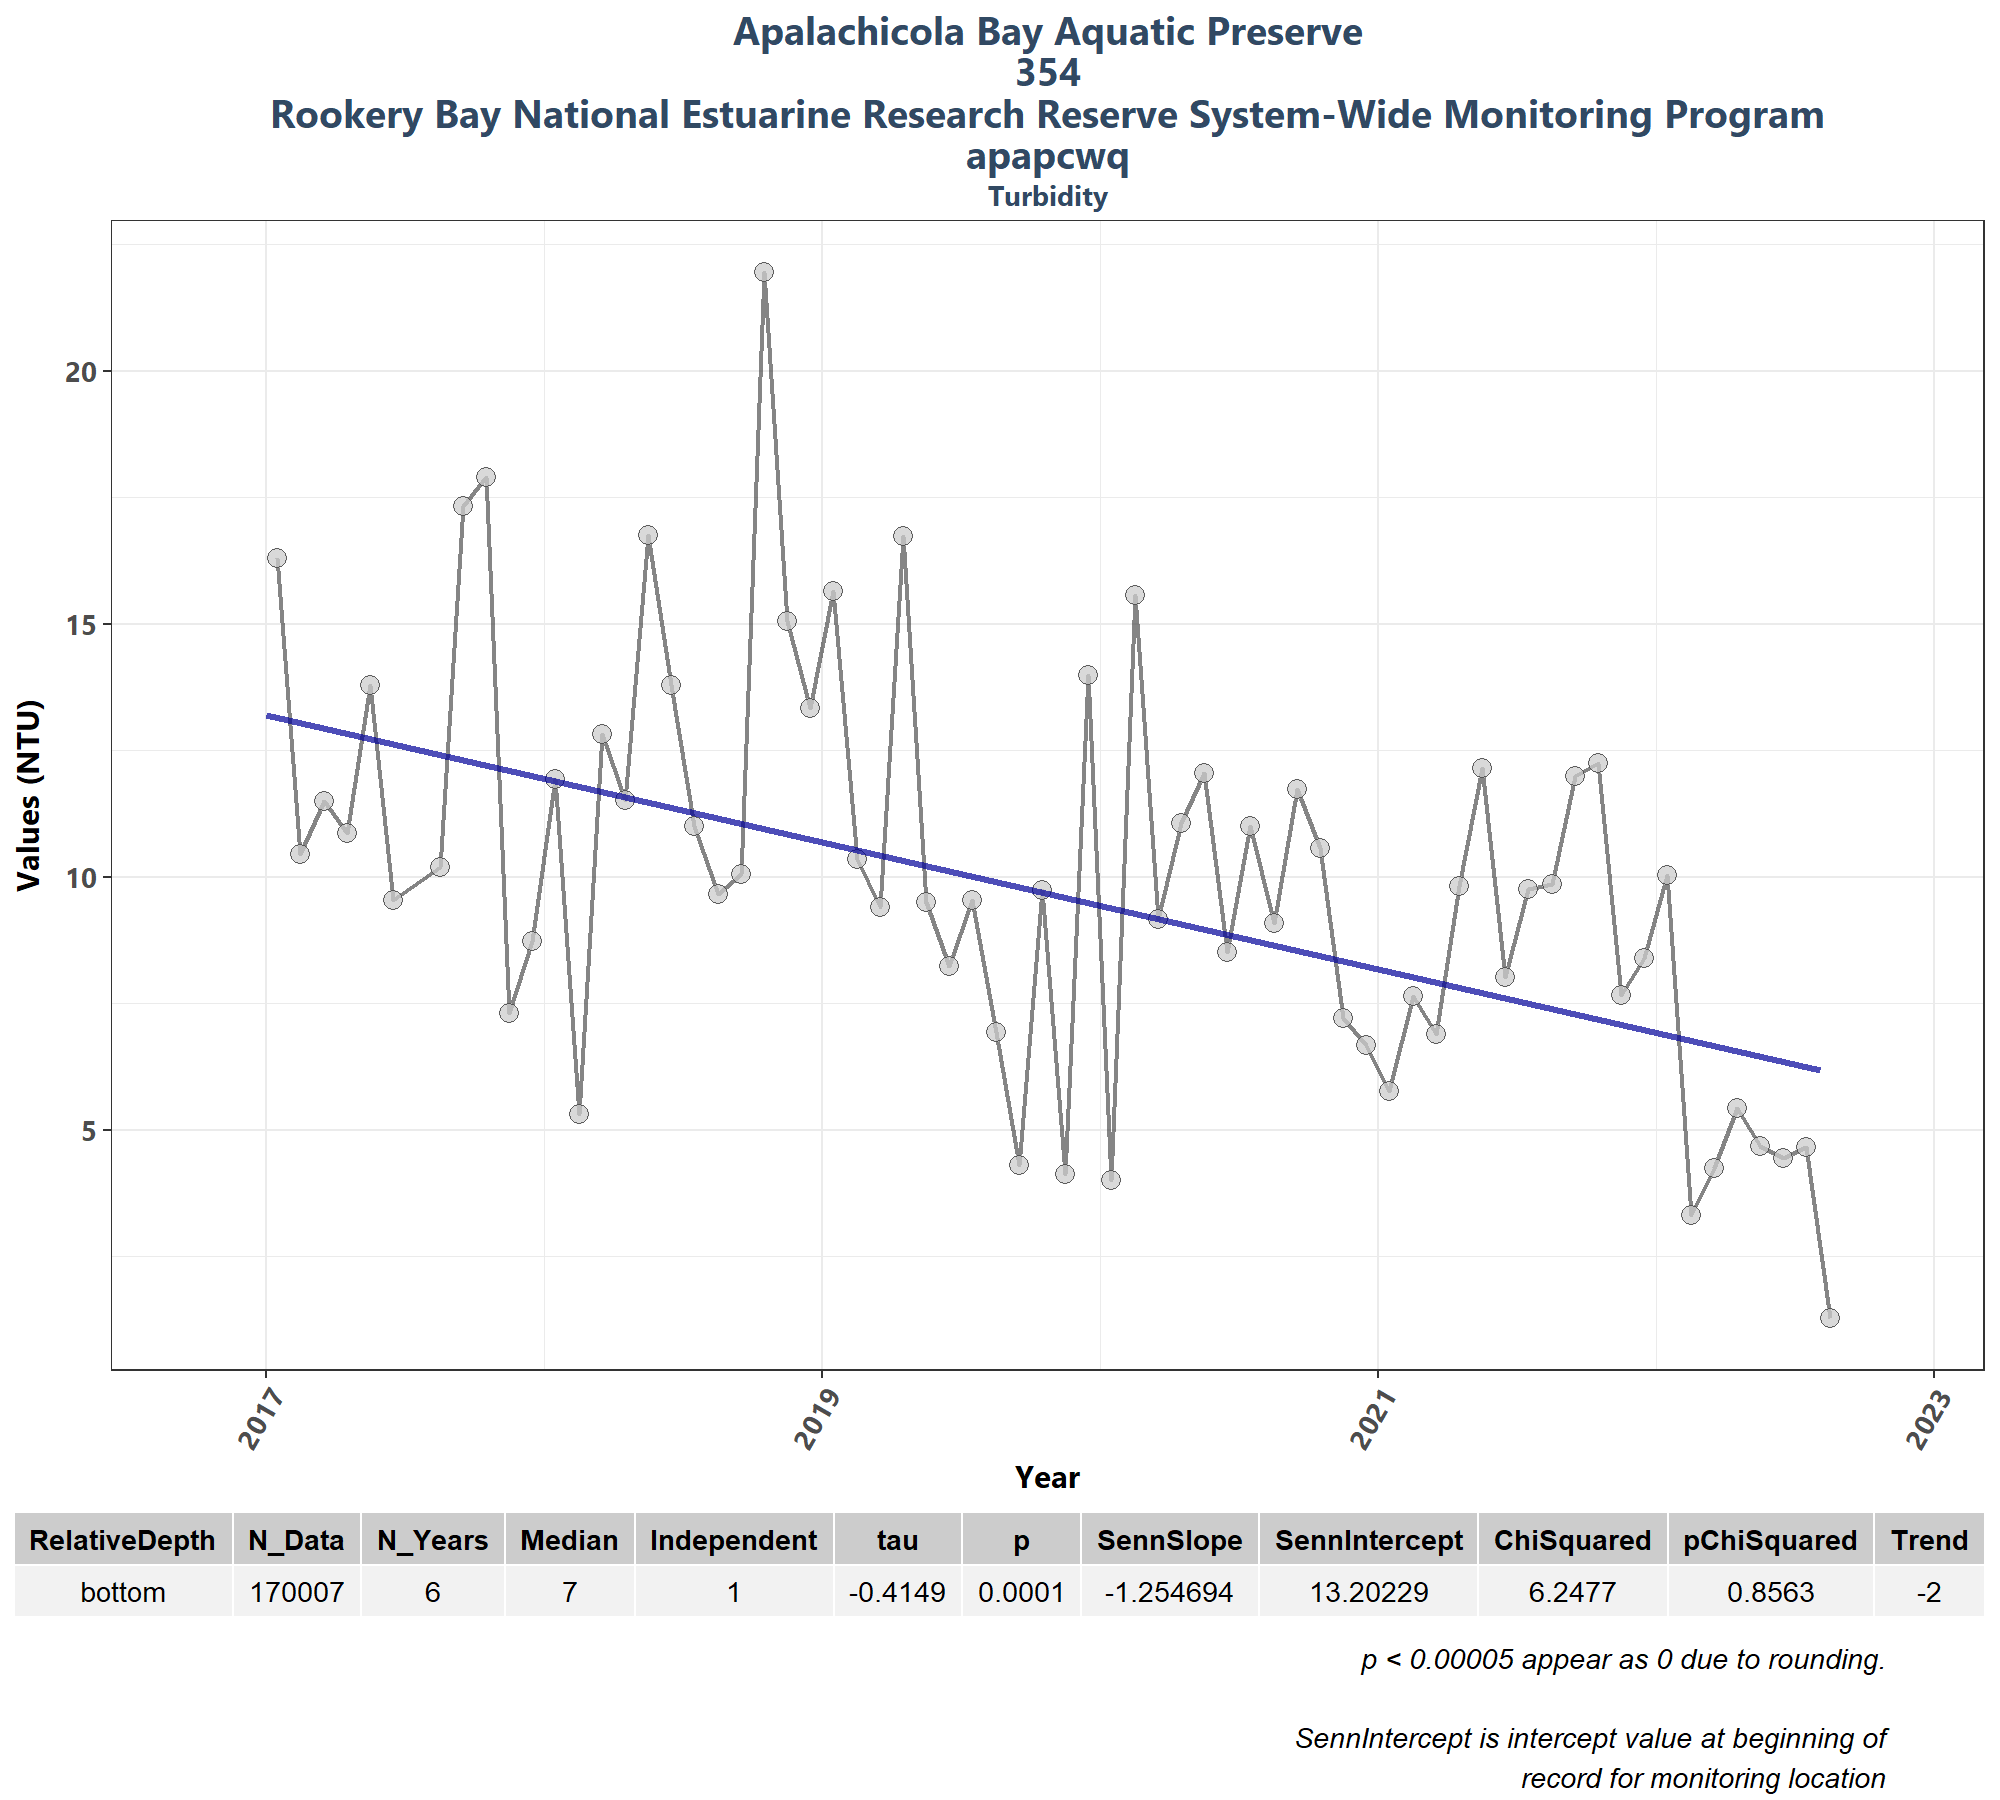 Apalachicola Bay Aquatic Preserve
354
Rookery Bay National Estuarine Research Reserve System-Wide Monitoring Program
apapcwq
Turbidity
20
15
10
5
Values (NTU)
2017
2019
2021
2023
Year
RelativeDepth N_Data N_Years Median Independent tau p SennSlope SennIntercept ChiSquared pChiSquared Trend
bottom 170007 6 7 1 -0.4149 0.0001 -1.254694 13.20229 6.2477 0.8563 -2
p < 0.00005 appear as 0 due to rounding.
SennIntercept is intercept value at beginning of
record for monitoring location